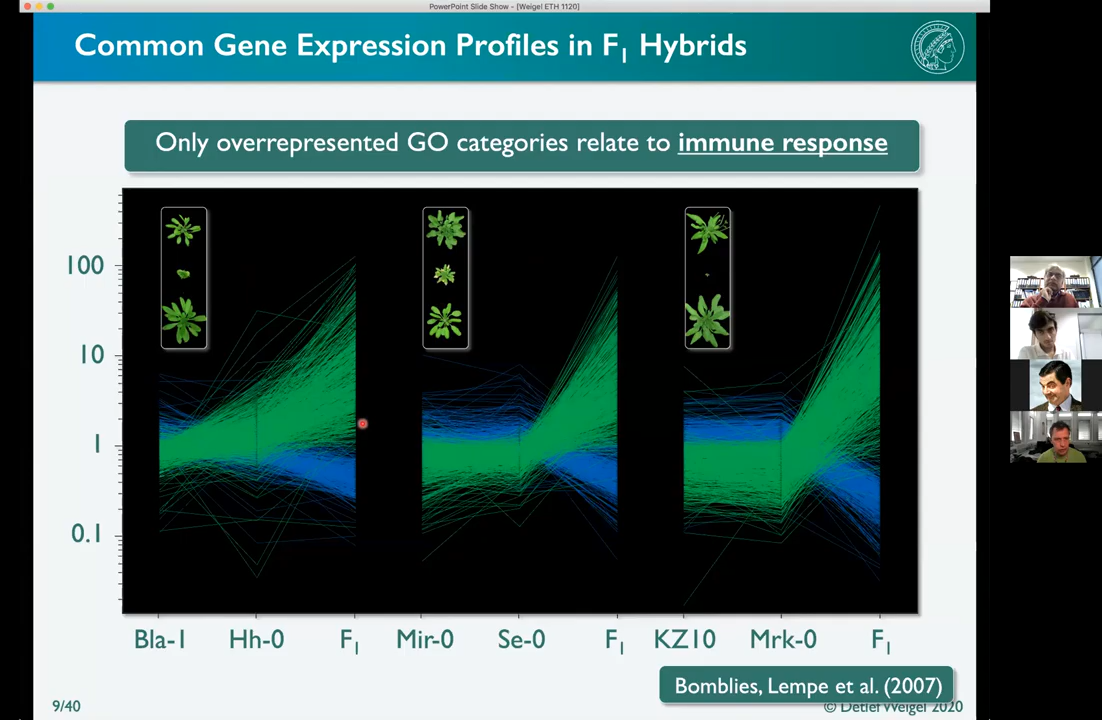 PowerPoint Slide Show - [Weigel ETH 1120]
Common Gene Expression Profiles in F1 Hybrids
Only overrepresented GO categories relate to immune response
100
10
1
0.1
Bla-1 Hh-0 F1 Mir-0 Se-0 F1 KZ10 Mrk-0 F1
Bomblies, Lempe et al. (2007)
9/40
© Detlef Weigel 2020